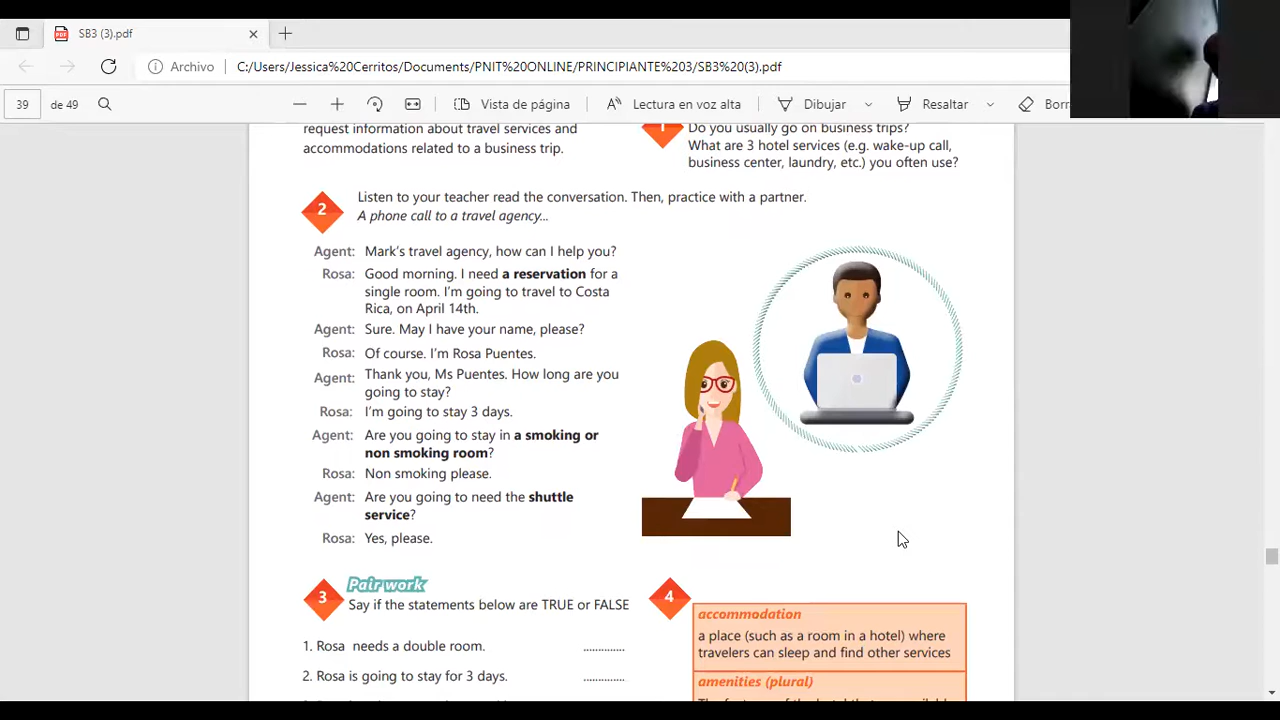 SB3 (3).pdf
Archivo
C:/Users/Jessica%20Cerritos/Documents/PNIT%20ONLINE/PRINCIPIANTE%203/SB3%20(3).pdf
39 de 49
Vista de página
Lectura en voz alta
Dibujar
Resaltar
Borr
request information about travel services and
accommodations related to a business trip.
1
Do you usually go on business trips?
What are 3 hotel services (e.g. wake-up call,
business center, laundry, etc.) you often use?
2
Listen to your teacher read the conversation. Then, practice with a partner.
A phone call to a travel agency...
Agent: Mark's travel agency, how can I help you?
Rosa: Good morning. I need a reservation for a
single room. I'm going to travel to Costa
Rica, on April 14th.
Agent: Sure. May I have your name, please?
Rosa: Of course. I'm Rosa Puentes.
Agent: Thank you, Ms Puentes. How long are you
going to stay?
Rosa: I'm going to stay 3 days.
Agent: Are you going to stay in a smoking or
non smoking room?
Rosa: Non smoking please.
Agent: Are you going to need the shuttle
service?
Rosa: Yes, please.
3
Pair work
Say if the statements below are TRUE or FALSE
1. Rosa needs a double room. ..............
2. Rosa is going to stay for 3 days. ..............
4
accommodation
a place (such as a room in a hotel) where
travelers can sleep and find other services
amenities (plural)